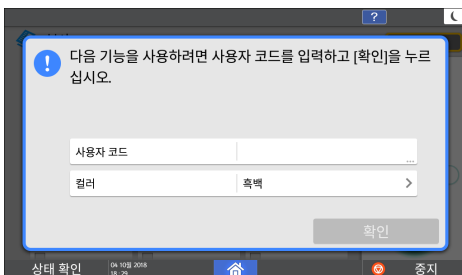 ?
다음 기능을 사용하려면 사용자 코드를 입력하고 [확인]을 누르
십시오.
사용자 코드
...
컬러 흑백
확인
상태 확인 04 10월 2018
18:29
중지